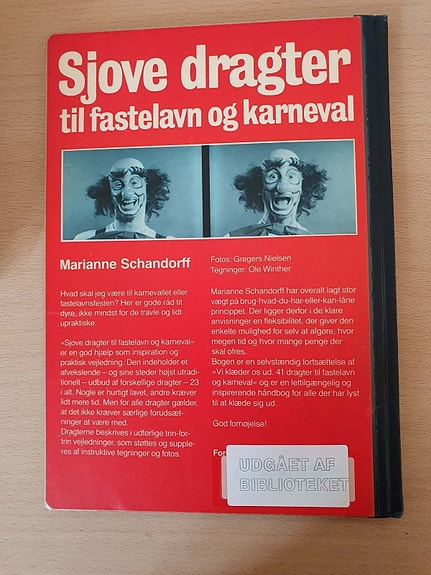 Sjove dragter
til fastelavn og karneval
Marianne Schandorff
Hvad skal jeg være til karnevallet eller
fastelavnsfesten? Her er gode råd til
dyre, ikke mindst for de travle og lidt
upraktiske.
»Sjove dragter til fastelavn og karneval«
er en god hjælp som inspiration og
praktisk vejledning. Den indeholder et
afvekslende – og sine steder højst utradi-
tionelt – udbud af forskellige dragter – 23
i alt. Nogle er hurtigt lavet, andre kræver
lidt mere tid. Men for alle dragter gælder,
at det ikke kræver særlige forudsæt-
ninger at være med.
Dragterne beskrives i udførlige trin-for-
trin vejledninger, som støttes og supple-
res af instruktive tegninger og fotos.
Fotos: Gregers Nielsen
Tegninger: Ole Winther
Marianne Schandorff har overalt lagt stor
vægt på brug-hvad-du-har-eller-kan-låne
princippet. Der ligger derfor i de klare
anvisninger en fleksibilitet, der giver den
enkelte mulighed for selv at afgøre, hvor
megen tid og hvor mange penge der
skal ofres.
Bogen er en selvstændig fortsættelse af
»Vi klæder os ud. 41 dragter til fastelavn
og karneval« og er en lettilgængelig og
inspirerende håndbog for alle der har lyst
til at klæde sig ud.
God fornøjelse!
For
UDGÅET AF
BIBLIOTEKET